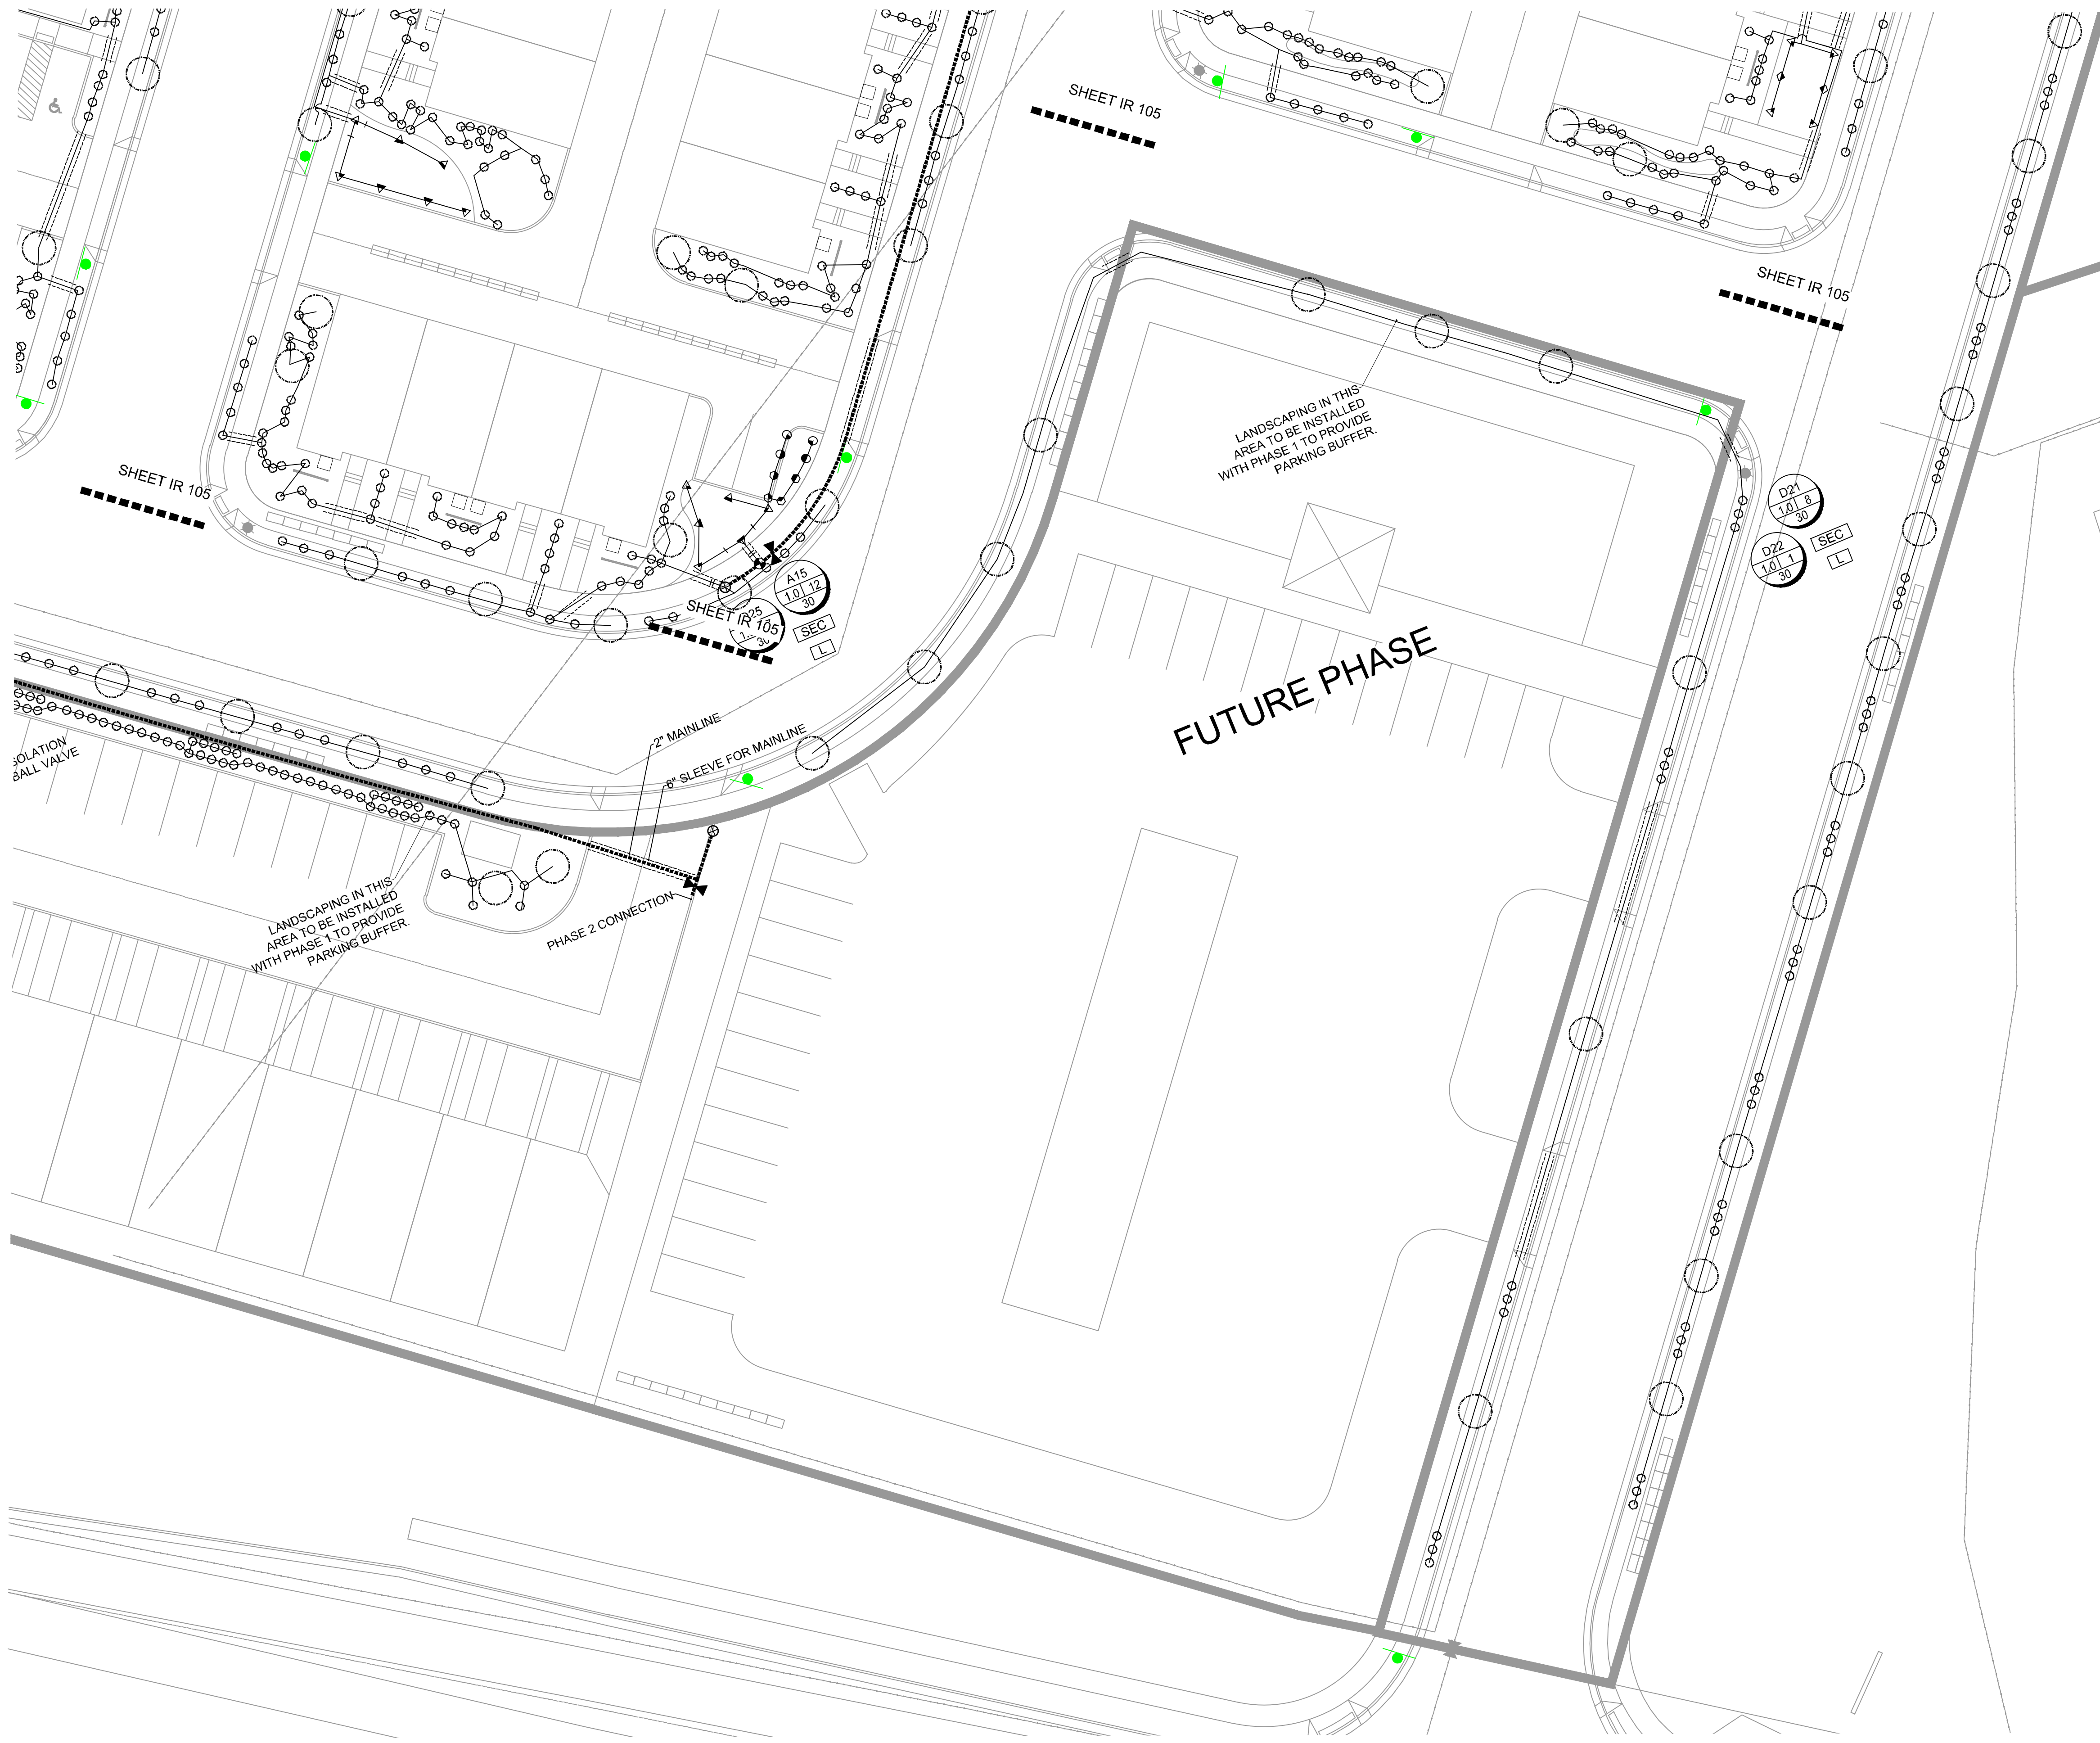 SHEET IR 105
SHEET IR 105
LANDSCAPING IN THIS
AREA TO BE INSTALLED
WITH PHASE 1 TO PROVIDE
PARKING BUFFER.
SHEET IR 105
D21
1.0 8
30
SEC
L
D22
1.0 1
30
A15
1.0 12
30
SEC
L
SHEET IR 105
FUTURE PHASE
2" MAINLINE
6" SLEEVE FOR MAINLINE
SOLATION
BALL VALVE
LANDSCAPING IN THIS
AREA TO BE INSTALLED
WITH PHASE 1 TO PROVIDE
PARKING BUFFER.
PHASE 2 CONNECTION